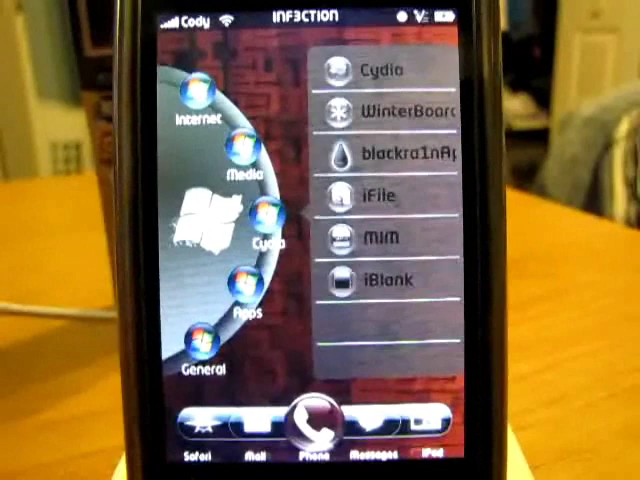 Cody
INF3CTION
Internet
Media
Cydia
Apps
General
Cydia
WinterBoard
blackra1nAp
iFile
MIM
iBlank
Safari
Mail
Phone
Messages
iPod